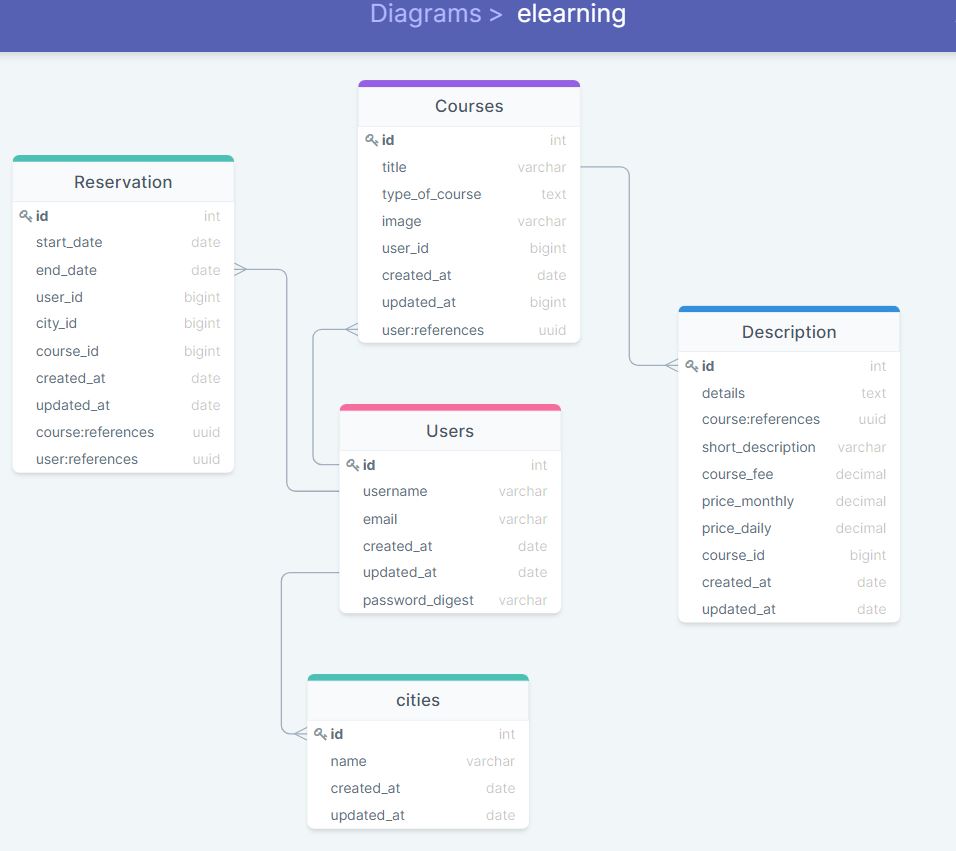 Diagrams > elearning
Courses
id int
title varchar
type_of_course text
image varchar
user_id bigint
created_at date
updated_at bigint
user:references uuid
Reservation
id int
start_date date
end_date date
user_id bigint
city_id bigint
course_id bigint
created_at date
updated_at date
course:references uuid
user:references uuid
Description
id int
details text
course:references uuid
short_description varchar
course_fee decimal
price_monthly decimal
price_daily decimal
course_id bigint
created_at date
updated_at date
Users
id int
username varchar
email varchar
created_at date
updated_at date
password_digest varchar
cities
id int
name varchar
created_at date
updated_at date